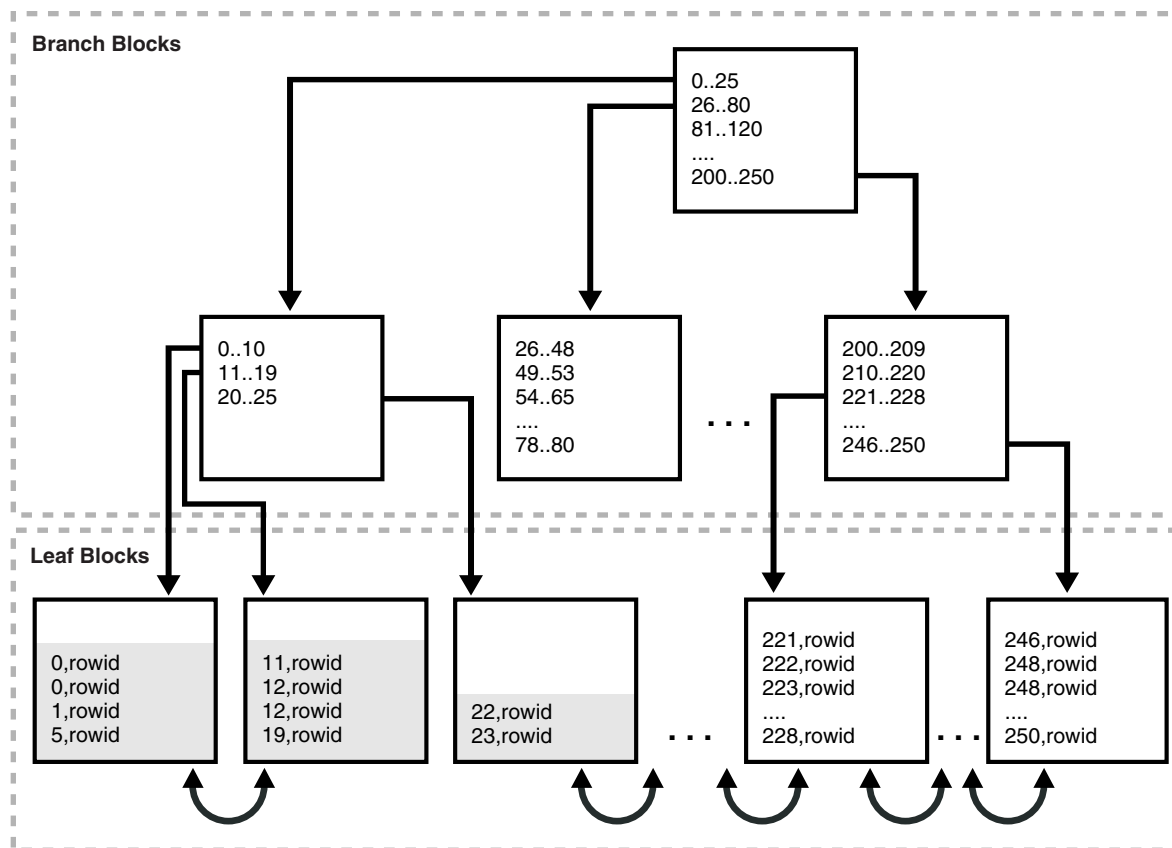 Branch Blocks
0..25
26..80
81..120
....
200..250
0..10
11..19
20..25
26..48
49..53
54..65
....
78..80
...
200..209
210..220
221..228
....
246..250
Leaf Blocks
0,rowid
0,rowid
1,rowid
5,rowid
11,rowid
12,rowid
12,rowid
19,rowid
22,rowid
23,rowid
...
221,rowid
222,rowid
223,rowid
....
228,rowid
...
246,rowid
248,rowid
248,rowid
....
250,rowid